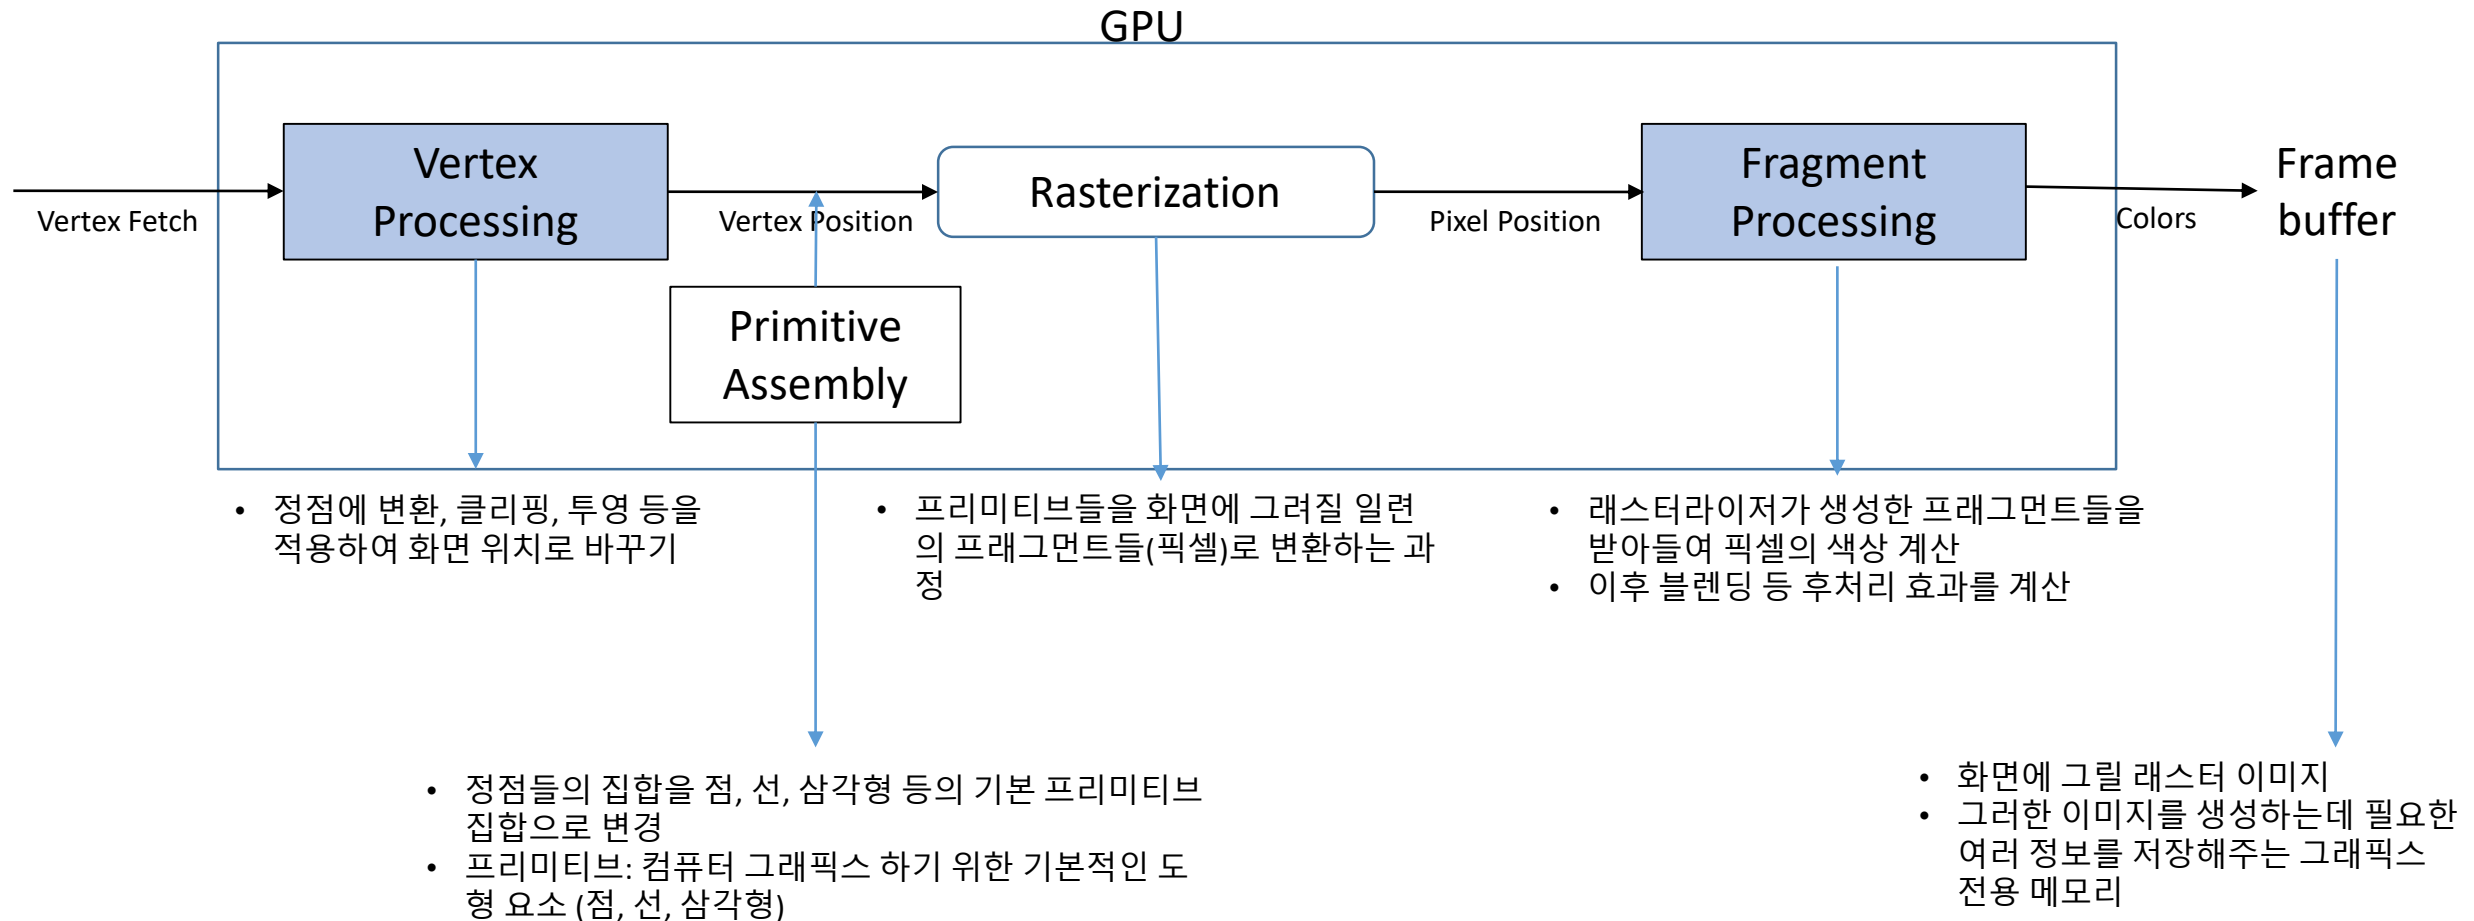 GPU
Vertex
Processing
Rasterization
Fragment
Processing
Frame
buffer
Vertex Fetch
Vertex Position
Pixel Position
Colors
Primitive
Assembly
• 정점에 변환, 클리핑, 투영 등을
적용하여 화면 위치로 바꾸기
• 프리미티브들을 화면에 그려질 일련
의 프래그먼트들(픽셀)로 변환하는 과
정
• 래스터라이저가 생성한 프래그먼트들을
받아들여 픽셀의 색상 계산
• 이후 블렌딩 등 후처리 효과를 계산
• 정점들의 집합을 점, 선, 삼각형 등의 기본 프리미티브
집합으로 변경
• 프리미티브: 컴퓨터 그래픽스 하기 위한 기본적인 도
형 요소 (점, 선, 삼각형)
• 화면에 그릴 래스터 이미지
• 그러한 이미지를 생성하는데 필요한
여러 정보를 저장해주는 그래픽스
전용 메모리